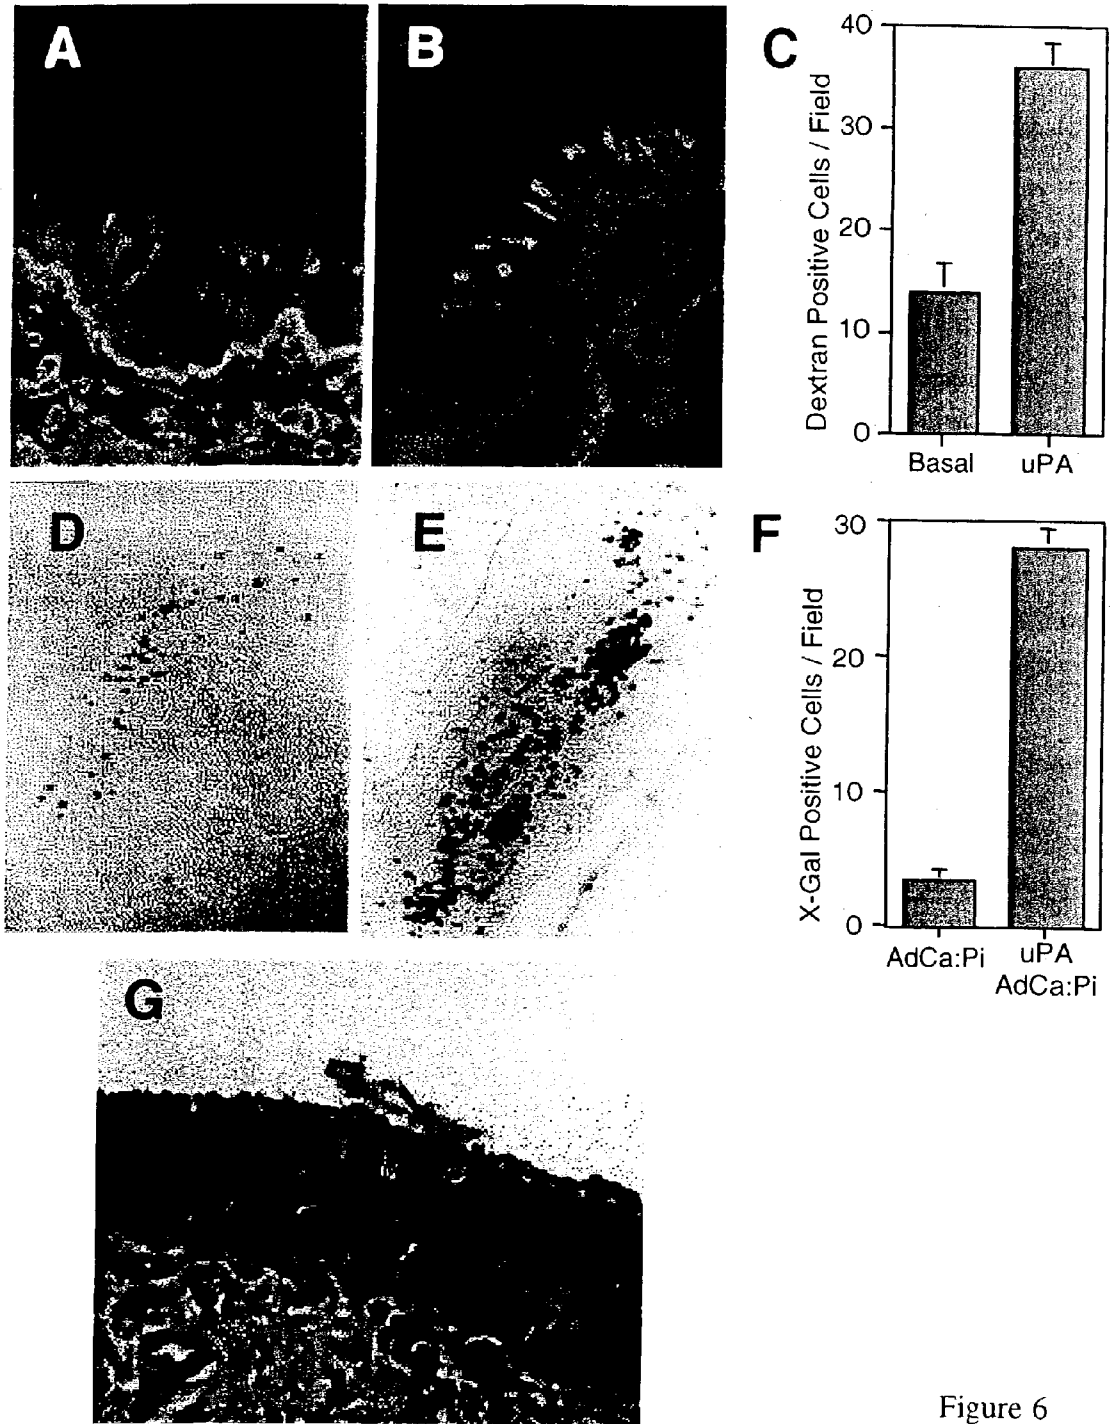 A
B
C
Dextran Positive Cells / Field
40
30
20
10
0
Basal
uPA
D
E
F
X-Gal Positive Cells / Field
30
20
10
0
AdCa:Pi
uPA
AdCa:Pi
G
Figure 6